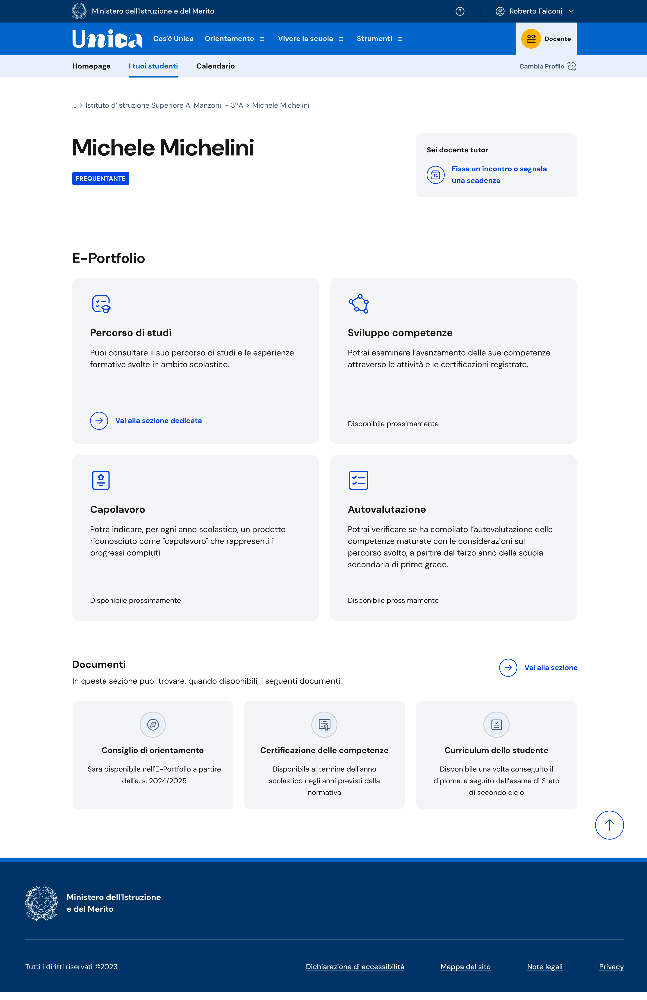 Ministero dell’Istruzione e del Merito
Roberto Falconi
Unica
Cos'è Unica
Orientamento
Vivere la scuola
Strumenti
Docente
Homepage
I tuoi studenti
Calendario
Cambia Profilo
... > Istituto d’Istruzione Superiore A. Manzoni - 3ªA > Michele Michelini
Michele Michelini
FREQUENTANTE
Sei docente tutor
31
Fissa un incontro o segnala
una scadenza
E-Portfolio
Percorso di studi
Puoi consultare il suo percorso di studi e le esperienze
formative svolte in ambito scolastico.
Vai alla sezione dedicata
Sviluppo competenze
Potrai esaminare l’avanzamento delle sue competenze
attraverso le attività e le certificazioni registrate.
Disponibile prossimamente
Capolavoro
Potrà indicare, per ogni anno scolastico, un prodotto
riconosciuto come "capolavoro" che rappresenti i
progressi compiuti.
Disponibile prossimamente
Autovalutazione
Potrai verificare se ha compilato l’autovalutazione delle
competenze maturate con le considerazioni sul
percorso svolto, a partire dal terzo anno della scuola
secondaria di primo grado.
Disponibile prossimamente
Documenti
In questa sezione puoi trovare, quando disponibili, i seguenti documenti.
Vai alla sezione
Consiglio di orientamento
Sarà disponibile nell'E-Portfolio a partire
dall'a. s. 2024/2025
Certificazione delle competenze
Disponibile al termine dell’anno
scolastico negli anni previsti dalla
normativa
Curriculum dello studente
Disponibile una volta conseguito il
diploma, a seguito dell’esame di Stato
di secondo ciclo
Ministero dell'Istruzione
e del Merito
Tutti i diritti riservati ©2023
Dichiarazione di accessibilità
Mappa del sito
Note legali
Privacy